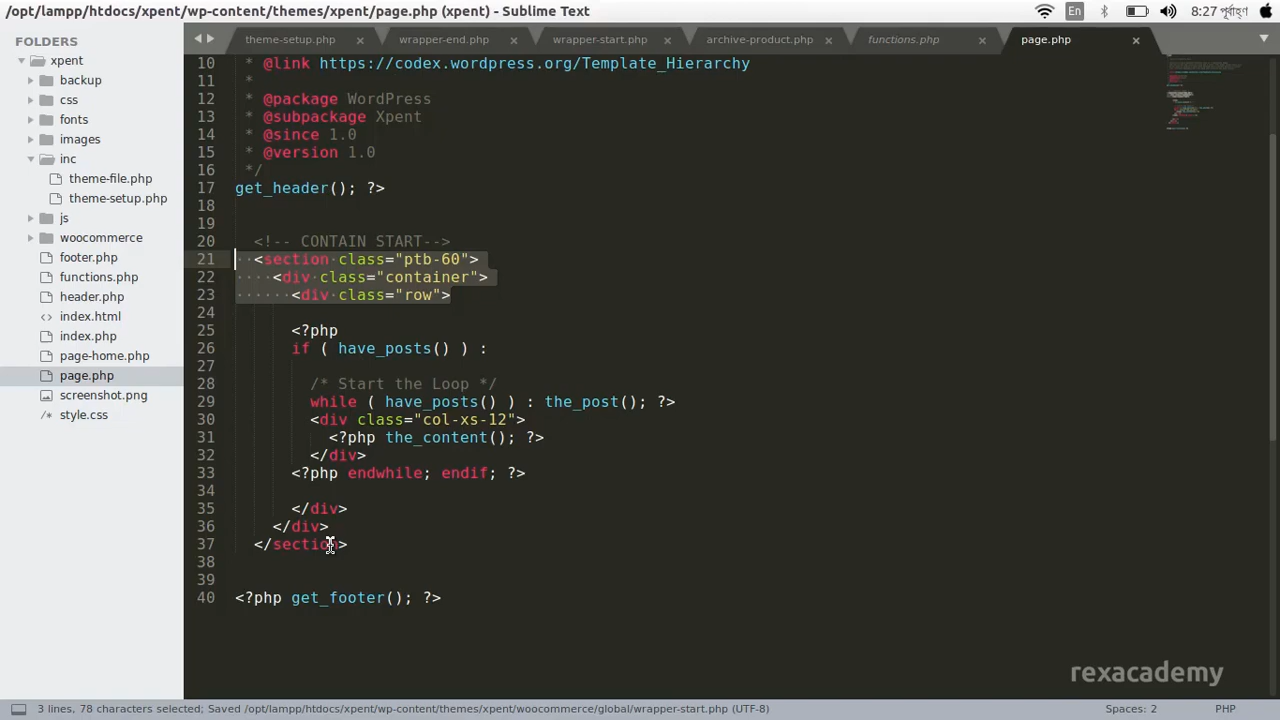 /opt/lampp/htdocs/xpent/wp-content/themes/xpent/page.php (xpent) - Sublime Text
En
8:27 পূর্বাহ্ণ
FOLDERS
xpent
backup
css
fonts
images
inc
theme-file.php
theme-setup.php
js
woocommerce
footer.php
functions.php
header.php
index.html
index.php
page-home.php
page.php
screenshot.png
style.css
theme-setup.php
wrapper-end.php
wrapper-start.php
archive-product.php
functions.php
page.php
10 * @link https://codex.wordpress.org/Template_Hierarchy
11 *
12 * @package WordPress
13 * @subpackage Xpent
14 * @since 1.0
15 * @version 1.0
16 */
17 get_header(); ?>
18
19
20 <!-- CONTAIN START-->
21 <section class="ptb-60">
22 <div class="container">
23 <div class="row">
24
25 <?php
26 if ( have_posts() ) :
27
28 /* Start the Loop */
29 while ( have_posts() ) : the_post(); ?>
30 <div class="col-xs-12">
31 <?php the_content(); ?>
32 </div>
33 <?php endwhile; endif; ?>
34
35 </div>
36 </div>
37 </section>
38
39
40 <?php get_footer(); ?>
rexacademy
3 lines, 78 characters selected; Saved /opt/lampp/htdocs/xpent/wp-content/themes/xpent/woocommerce/global/wrapper-start.php (UTF-8)
Spaces: 2
PHP